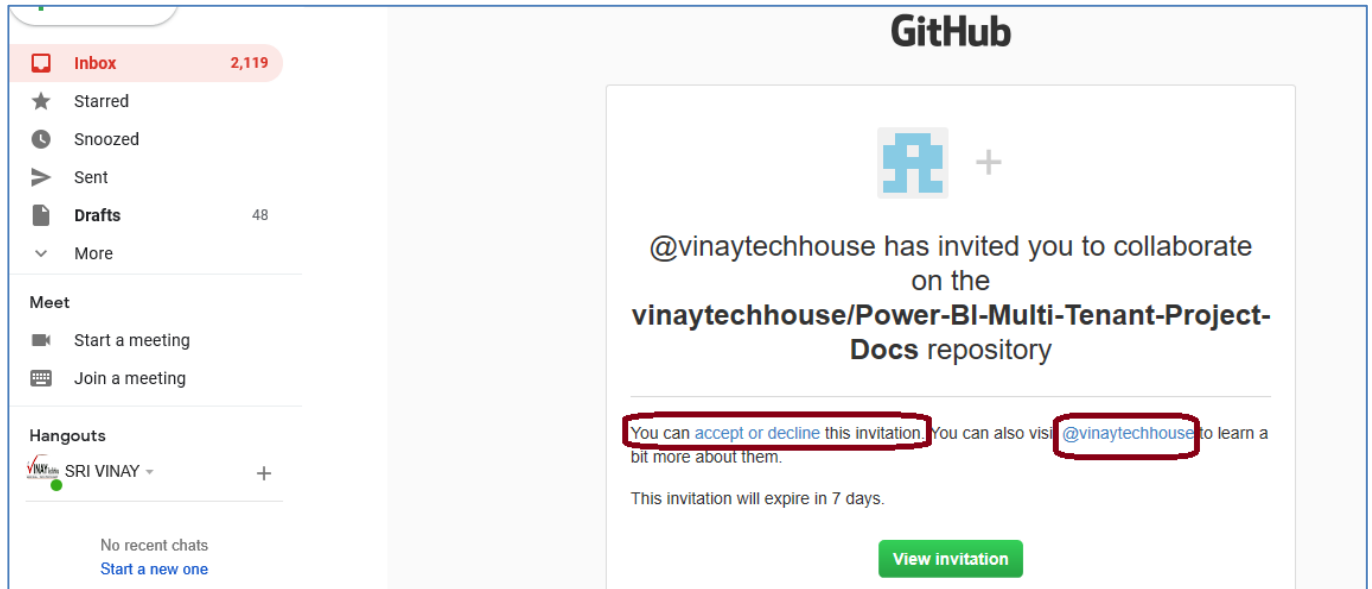 Inbox 2,119
Starred
Snoozed
Sent
Drafts 48
More
Meet
Start a meeting
Join a meeting
Hangouts
SRI VINAY
No recent chats
Start a new one
GitHub
@vinaytechhouse has invited you to collaborate
on the
vinaytechhouse/Power-BI-Multi-Tenant-Project-
Docs repository
You can accept or decline this invitation. You can also visi @vinaytechhouse to learn a
bit more about them.
This invitation will expire in 7 days.
View invitation